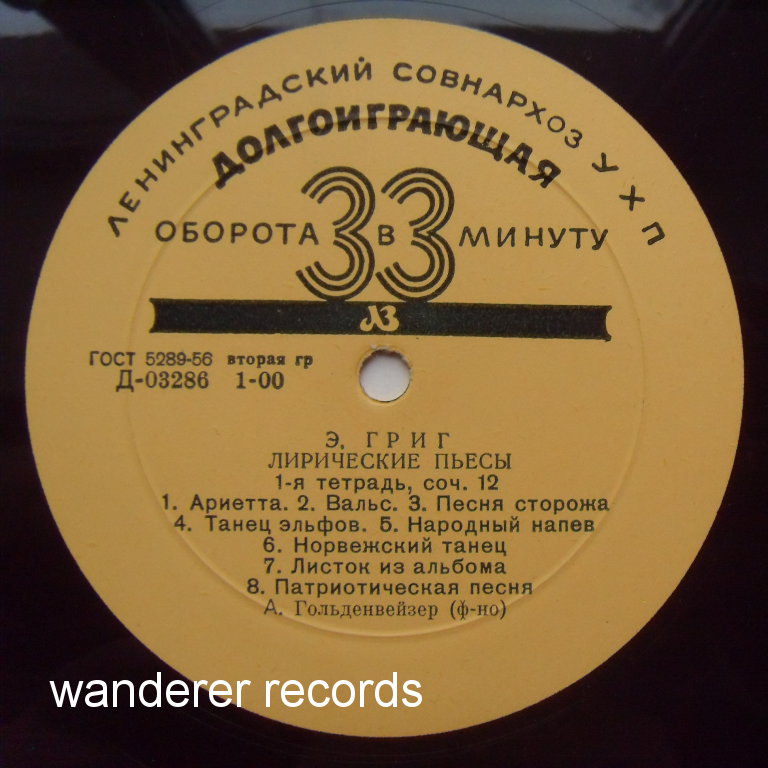 ЛЕНИНГРАДСКИЙ СОВНАРХОЗ УХП
ДОЛГОИГРАЮЩАЯ
ОБОРОТА 33 В МИНУТУ
ЛЗ
ГОСТ 5289-56 вторая гр
Д-03286 1-00
Э. ГРИГ
ЛИРИЧЕСКИЕ ПЬЕСЫ
1-я тетрадь, соч. 12
1. Ариетта. 2. Вальс. 3. Песня сторожа
4. Танец эльфов. 5. Народный напев
6. Норвежский танец
7. Листок из альбома
8. Патриотическая песня
А. Гольденвейзер (ф-но)
wanderer records